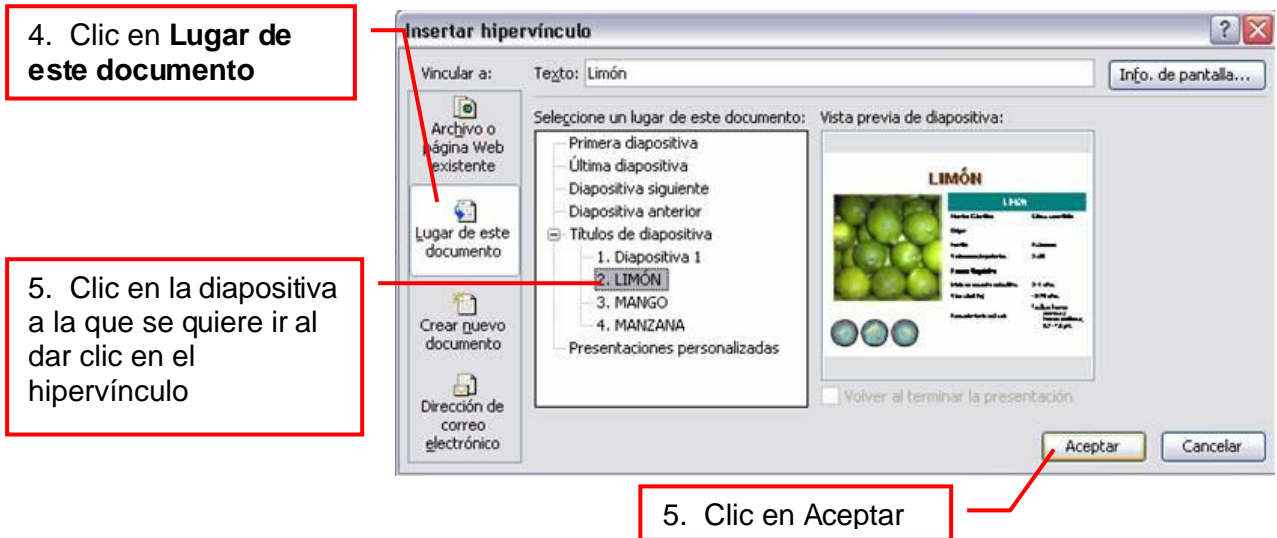 4. Clic en Lugar de
este documento
Insertar hipervínculo
Vincular a:
Texto: Limón
Info. de pantalla...
Archivo o
página Web
existente
Lugar de este
documento
Crear nuevo
documento
Dirección de
correo
electrónico
Seleccione un lugar de este documento:
Primera diapositiva
Última diapositiva
Diapositiva siguiente
Diapositiva anterior
Títulos de diapositiva
1. Diapositiva 1
2. LIMÓN
3. MANGO
4. MANZANA
Presentaciones personalizadas
Vista previa de diapositiva:
LIMÓN
Volver al terminar la presentación
Aceptar
Cancelar
5. Clic en la diapositiva
a la que se quiere ir al
dar clic en el
hipervínculo
5. Clic en Aceptar